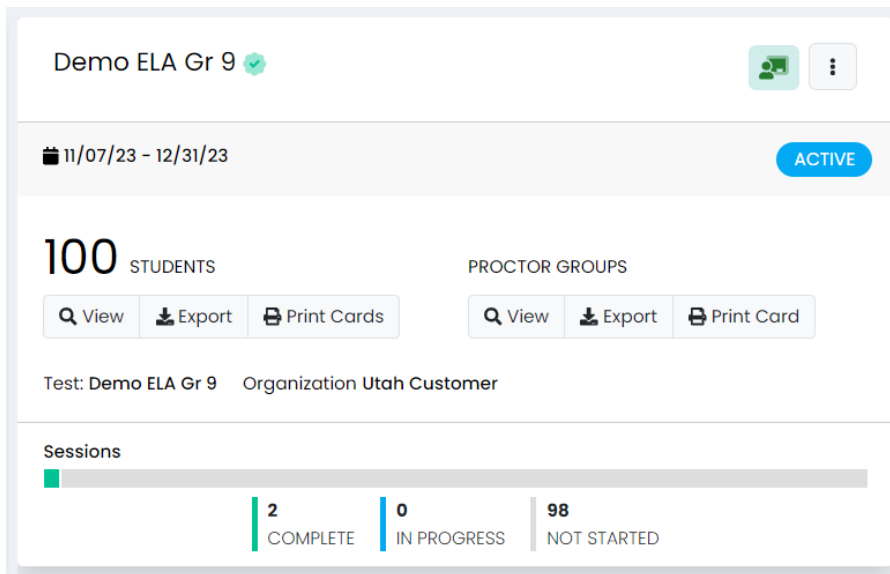 Demo ELA Gr 9
11/07/23 - 12/31/23
ACTIVE
100 STUDENTS
View
Export
Print Cards
PROCTOR GROUPS
View
Export
Print Card
Test: Demo ELA Gr 9
Organization Utah Customer
Sessions
2
COMPLETE
0
IN PROGRESS
98
NOT STARTED